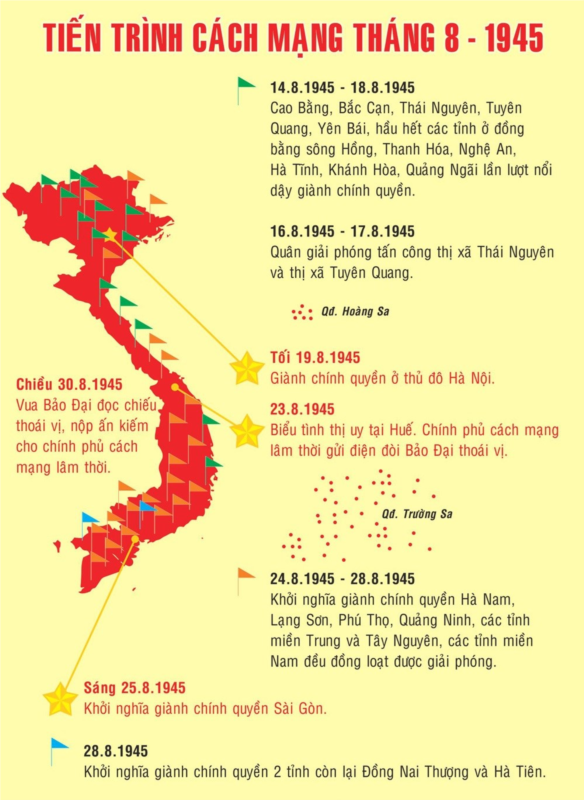 TIẾN TRÌNH CÁCH MẠNG THÁNG 8 - 1945
14.8.1945 - 18.8.1945
Cao Bằng, Bắc Cạn, Thái Nguyên, Tuyên
Quang, Yên Bái, hầu hết các tỉnh ở đồng
bằng sông Hồng, Thanh Hóa, Nghệ An,
Hà Tĩnh, Khánh Hòa, Quảng Ngãi lần lượt nổi
dậy giành chính quyền.
16.8.1945 - 17.8.1945
Quân giải phóng tấn công thị xã Thái Nguyên
và thị xã Tuyên Quang.
Qđ. Hoàng Sa
Tối 19.8.1945
Giành chính quyền ở thủ đô Hà Nội.
Chiều 30.8.1945
Vua Bảo Đại đọc chiếu
thoái vị, nộp ấn kiếm
cho chính phủ cách
mạng lâm thời.
23.8.1945
Biểu tình thị uy tại Huế. Chính phủ cách mạng
lâm thời gửi điện đòi Bảo Đại thoái vị.
Qđ. Trường Sa
24.8.1945 - 28.8.1945
Khởi nghĩa giành chính quyền Hà Nam,
Lạng Sơn, Phú Thọ, Quảng Ninh, các tỉnh
miền Trung và Tây Nguyên, các tỉnh miền
Nam đều đồng loạt được giải phóng.
Sáng 25.8.1945
Khởi nghĩa giành chính quyền Sài Gòn.
28.8.1945
Khởi nghĩa giành chính quyền 2 tỉnh còn lại Đồng Nai Thượng và Hà Tiên.